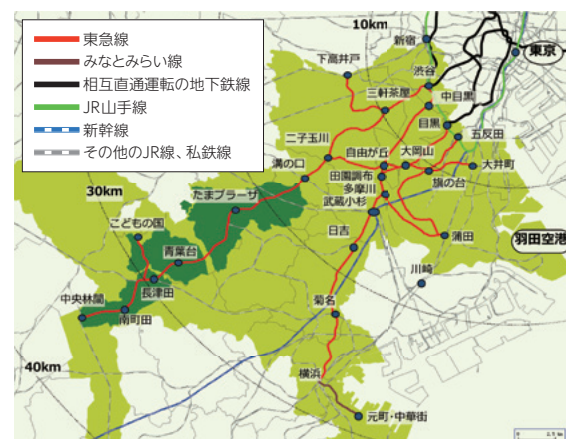 東急線
みなとみらい線
相互直通運転の地下鉄線
JR山手線
新幹線
その他のJR線、私鉄線
10km
新宿
東京
下高井戸
渋谷
三軒茶屋
中目黒
目黒
五反田
二子玉川
自由が丘
大岡山
大井町
溝の口
田園調布
旗の台
多摩川
30km
たまプラーザ
武蔵小杉
こどもの国
日吉
蒲田
羽田空港
青葉台
川崎
長津田
中央林間
南町田
菊名
40km
横浜
元町・中華街